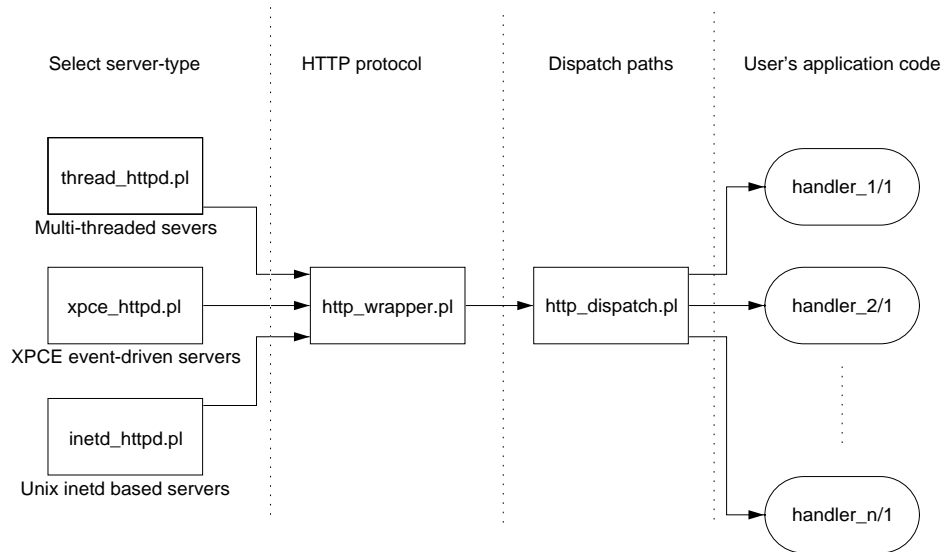 Select server-type
HTTP protocol
Dispatch paths
User's application code
thread_httpd.pl
Multi-threaded severs
xpce_httpd.pl
XPCE event-driven servers
inetd_httpd.pl
Unix inetd based servers
http_wrapper.pl
http_dispatch.pl
handler_1/1
handler_2/1
handler_n/1